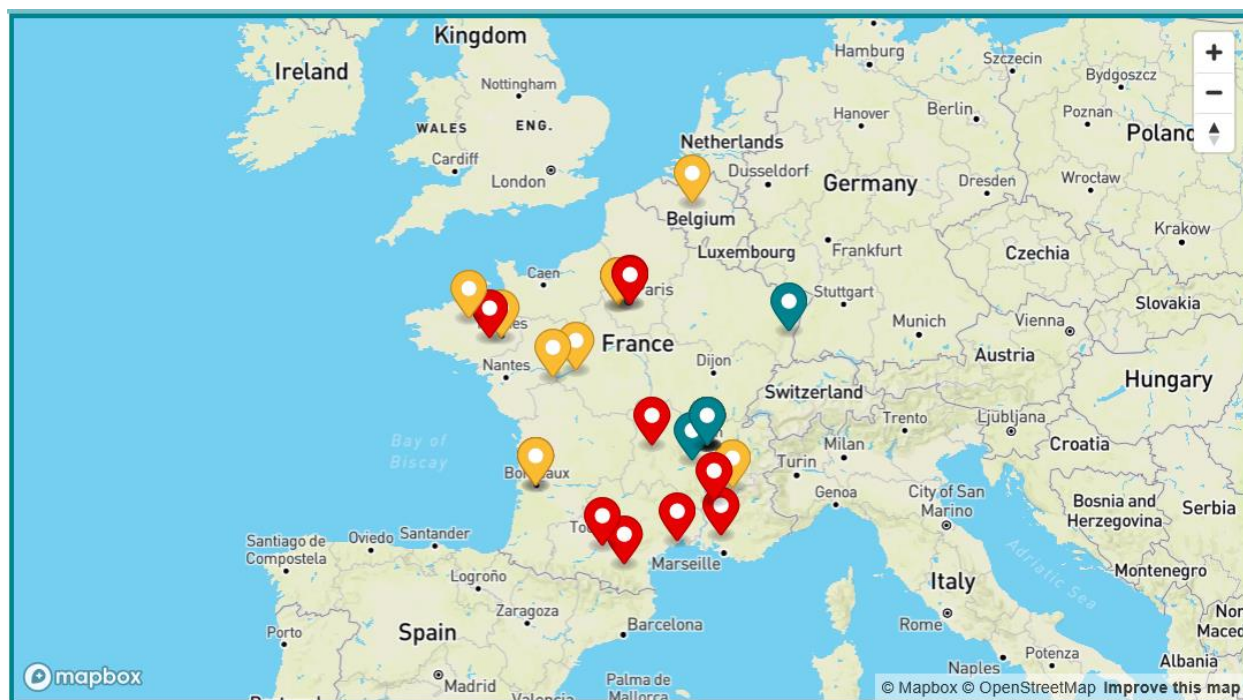 Kingdom
Ireland
Nottingham
WALES
ENG.
Cardiff
London
Hamburg
Szczecin
Bydgoszcz
Hanover
Berlin
Poznan
Poland
Netherlands
Dusseldorf
Germany
Dresden
Wrocław
Belgium
Krakow
Luxembourg
Frankfurt
Czechia
Caen
Stuttgart
Slovakia
Munich
Vienna
France
Austria
Nantes
Dijon
Hungary
Switzerland
Trento
Ljubljana
Bay of
Biscay
Milan
Croatia
Turin
Genoa
City of San
Marino
Bosnia and
Herzegovina
Serbia
Santiago de
Compostela
Oviedo
Santander
Marseille
Adriatic Sea
Montenegro
Logroño
Italy
Zaragoza
Porto
Spain
Barcelona
Rome
Potenza
Albania
Naples
mapbox
Madrid
Palma de
Mallorca
Valencia
© Mapbox © OpenStreetMap Improve this map